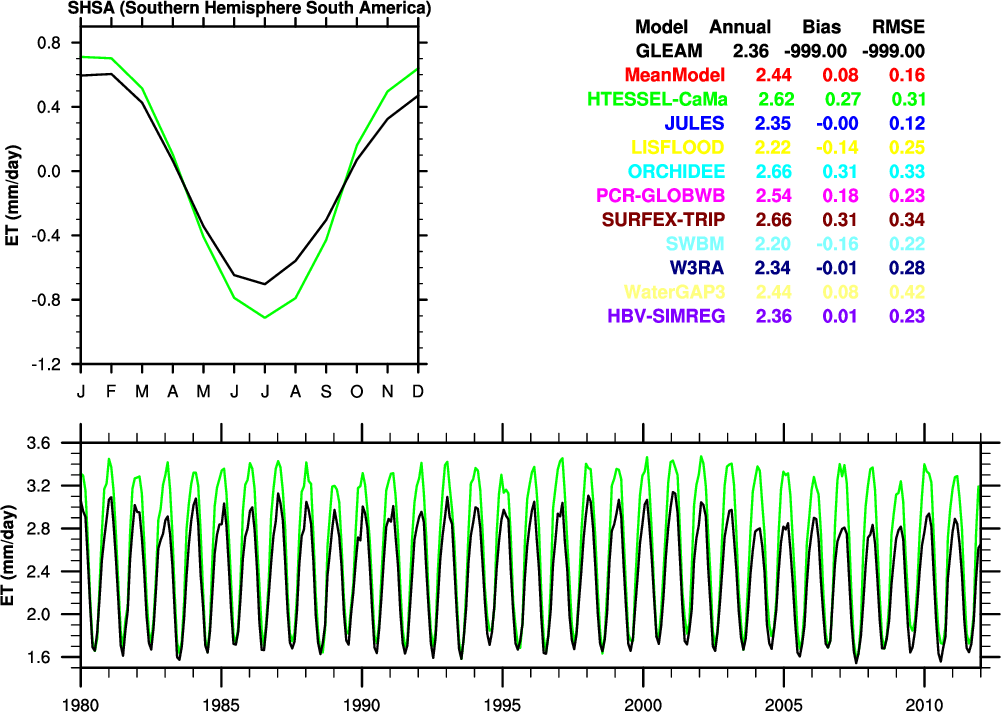 SHSA (Southern Hemisphere South America)
0.8
0.4
0.0
-0.4
-0.8
-1.2
ET (mm/day)
J F M A M J J A S O N D
Model Annual Bias RMSE
GLEAM 2.36 -999.00 -999.00
MeanModel 2.44 0.08 0.16
HTESSEL-CaMa 2.62 0.27 0.31
JULES 2.35 -0.00 0.12
LISFLOOD 2.22 -0.14 0.25
ORCHIDEE 2.66 0.31 0.33
PCR-GLOBWB 2.54 0.18 0.23
SURFEX-TRIP 2.66 0.31 0.34
SWBM 2.20 -0.16 0.22
W3RA 2.34 -0.01 0.28
WaterGAP3 2.44 0.08 0.42
HBV-SIMREG 2.36 0.01 0.23
3.6
3.2
2.8
2.4
2.0
1.6
ET (mm/day)
1980 1985 1990 1995 2000 2005 2010